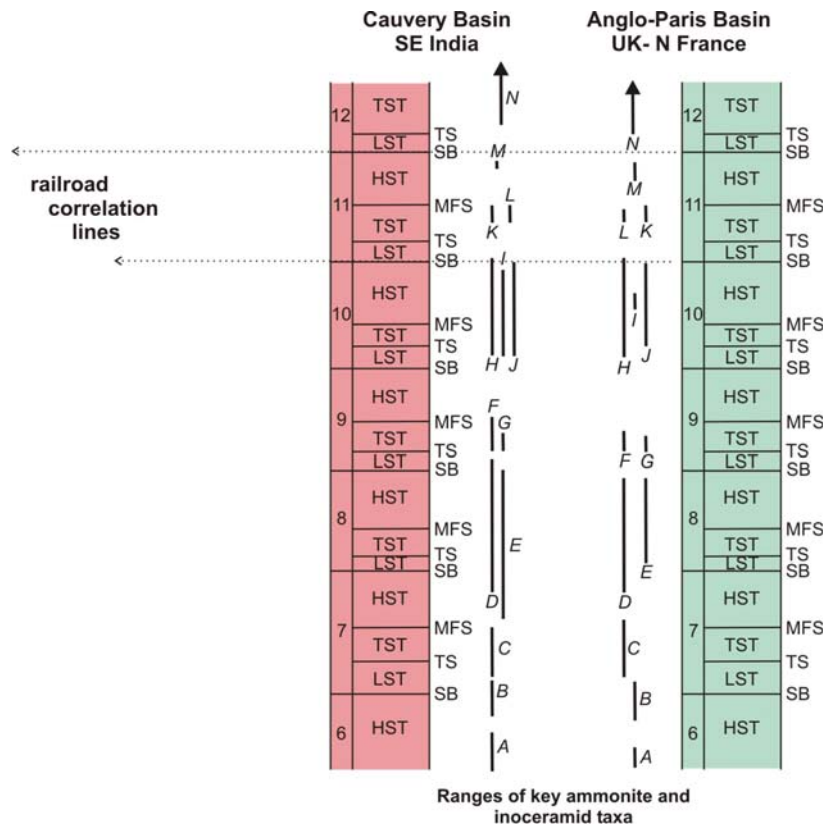 Cauvery Basin
SE India
Anglo-Paris Basin
UK- N France
railroad
correlation
lines
12
TST
LST
TS
SB
11
HST
TST
LST
MFS
TS
SB
10
HST
TST
LST
MFS
TS
SB
9
HST
TST
LST
MFS
TS
SB
8
HST
TST
LST
MFS
TS
SB
7
HST
TST
LST
MFS
TS
SB
6
HST
N
M
L
K
I
H
J
F
G
E
D
C
B
A
N
M
L
K
I
J
H
F
G
E
D
C
B
A
12
TST
LST
TS
SB
11
HST
TST
LST
MFS
TS
SB
10
HST
TST
LST
MFS
TS
SB
9
HST
TST
LST
MFS
TS
SB
8
HST
TST
LST
MFS
TS
SB
7
HST
TST
LST
MFS
TS
SB
6
HST
Ranges of key ammonite and
inoceramid taxa